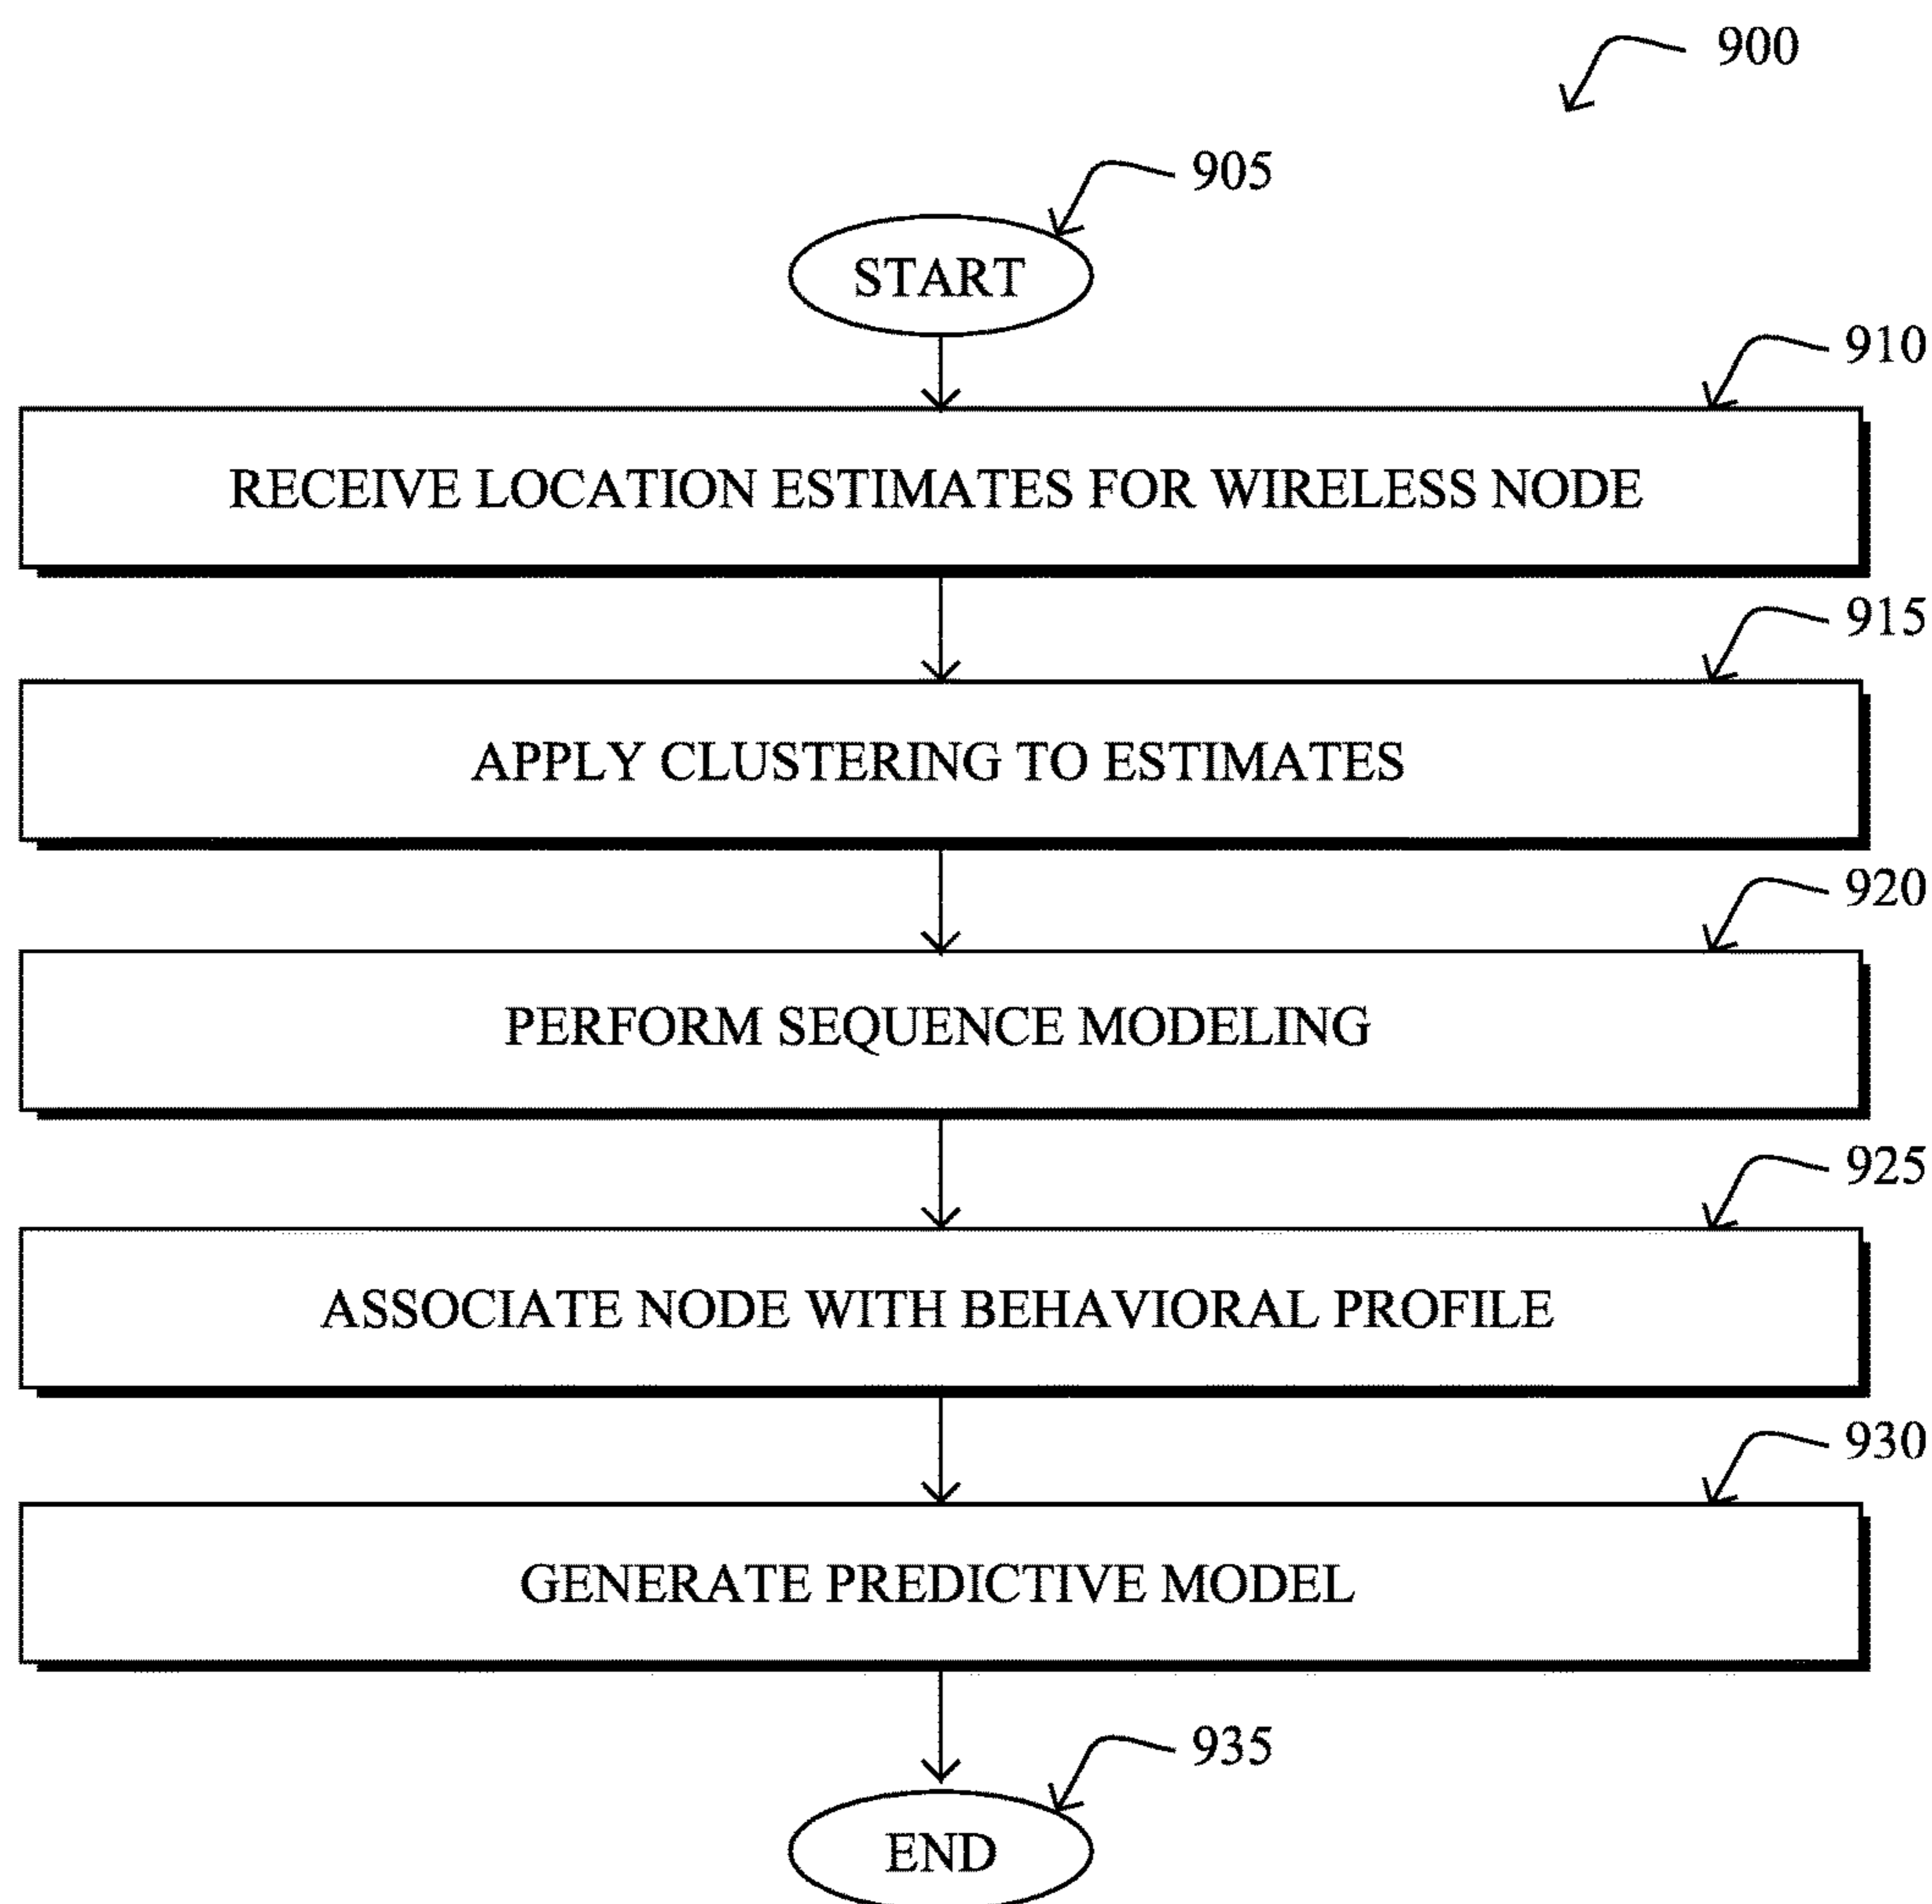 900
905
START
910
RECEIVE LOCATION ESTIMATES FOR WIRELESS NODE
915
APPLY CLUSTERING TO ESTIMATES
920
PERFORM SEQUENCE MODELING
925
ASSOCIATE NODE WITH BEHAVIORAL PROFILE
930
GENERATE PREDICTIVE MODEL
935
END